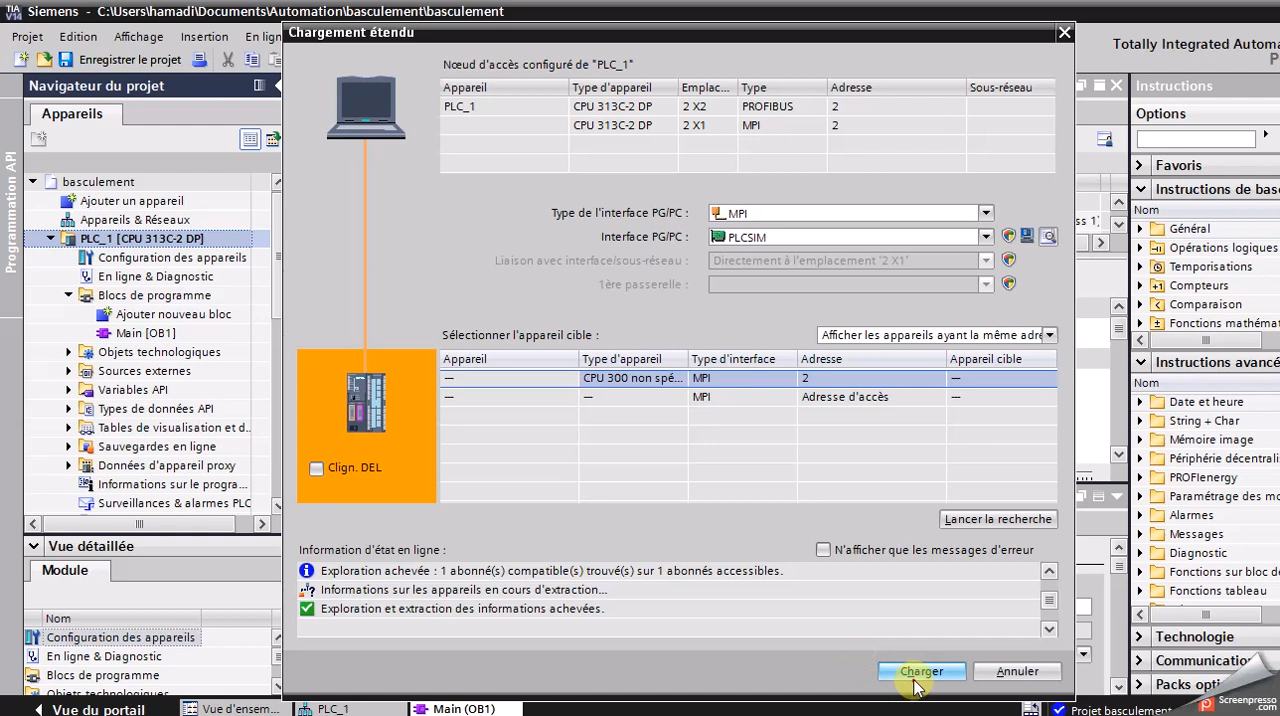 TIA
V14
Siemens - C:\Users\hamadi\Documents\Automation\basculement\basculement
Projet Edition Affichage Insertion En lign
Enregistrer le projet
Totally Integrated Automa
Navigateur du projet
Appareils
Programmation API
basculement
Ajouter un appareil
Appareils & Réseaux
PLC_1 [CPU 313C-2 DP]
Configuration des appareils
En ligne & Diagnostic
Blocs de programme
Ajouter nouveau bloc
Main [OB1]
Objets technologiques
Sources externes
Variables API
Types de données API
Tables de visualisation et d...
Sauvegardes en ligne
Données d'appareil proxy
Informations sur le progra...
Surveillances & alarmes PLC
Vue détaillée
Module
Nom
Configuration des appareils
En ligne & Diagnostic
Blocs de programme
Objets technologiques
Chargement étendu
Nœud d'accès configuré de "PLC_1"
Appareil Type d'appareil Emplac... Type Adresse Sous-réseau
PLC_1 CPU 313C-2 DP 2 X2 PROFIBUS 2
CPU 313C-2 DP 2 X1 MPI 2
Type de l'interface PG/PC : MPI
Interface PG/PC : PLCSIM
Liaison avec interface/sous-réseau : Directement à l'emplacement '2 X1'
1ère passerelle :
Sélectionner l'appareil cible : Afficher les appareils ayant la même adre
Appareil Type d'appareil Type d'interface Adresse Appareil cible
— CPU 300 non spé... MPI 2 —
— — MPI Adresse d'accès —
Clign. DEL
Lancer la recherche
Information d'état en ligne : N'afficher que les messages d'erreur
Exploration achevée : 1 abonné(s) compatible(s) trouvé(s) sur 1 abonnés accessibles.
Informations sur les appareils en cours d'extraction...
Exploration et extraction des informations achevées.
Charger Annuler
Instructions
Options
Favoris
Instructions de bas
Nom
Général
Opérations logiques
Temporisations
Compteurs
Comparaison
Fonctions mathéma
Instructions avancé
Nom
Date et heure
String + Char
Mémoire image
Périphérie décentrali
PROFIenergy
Paramétrage des mo
Alarmes
Messages
Diagnostic
Fonctions sur bloc de
Fonctions tableau
Technologie
Communicat
Packs optio
Vue du portail Vue d'ensem... PLC_1 Main (OB1) Projet basculement
Screenpresso
.com